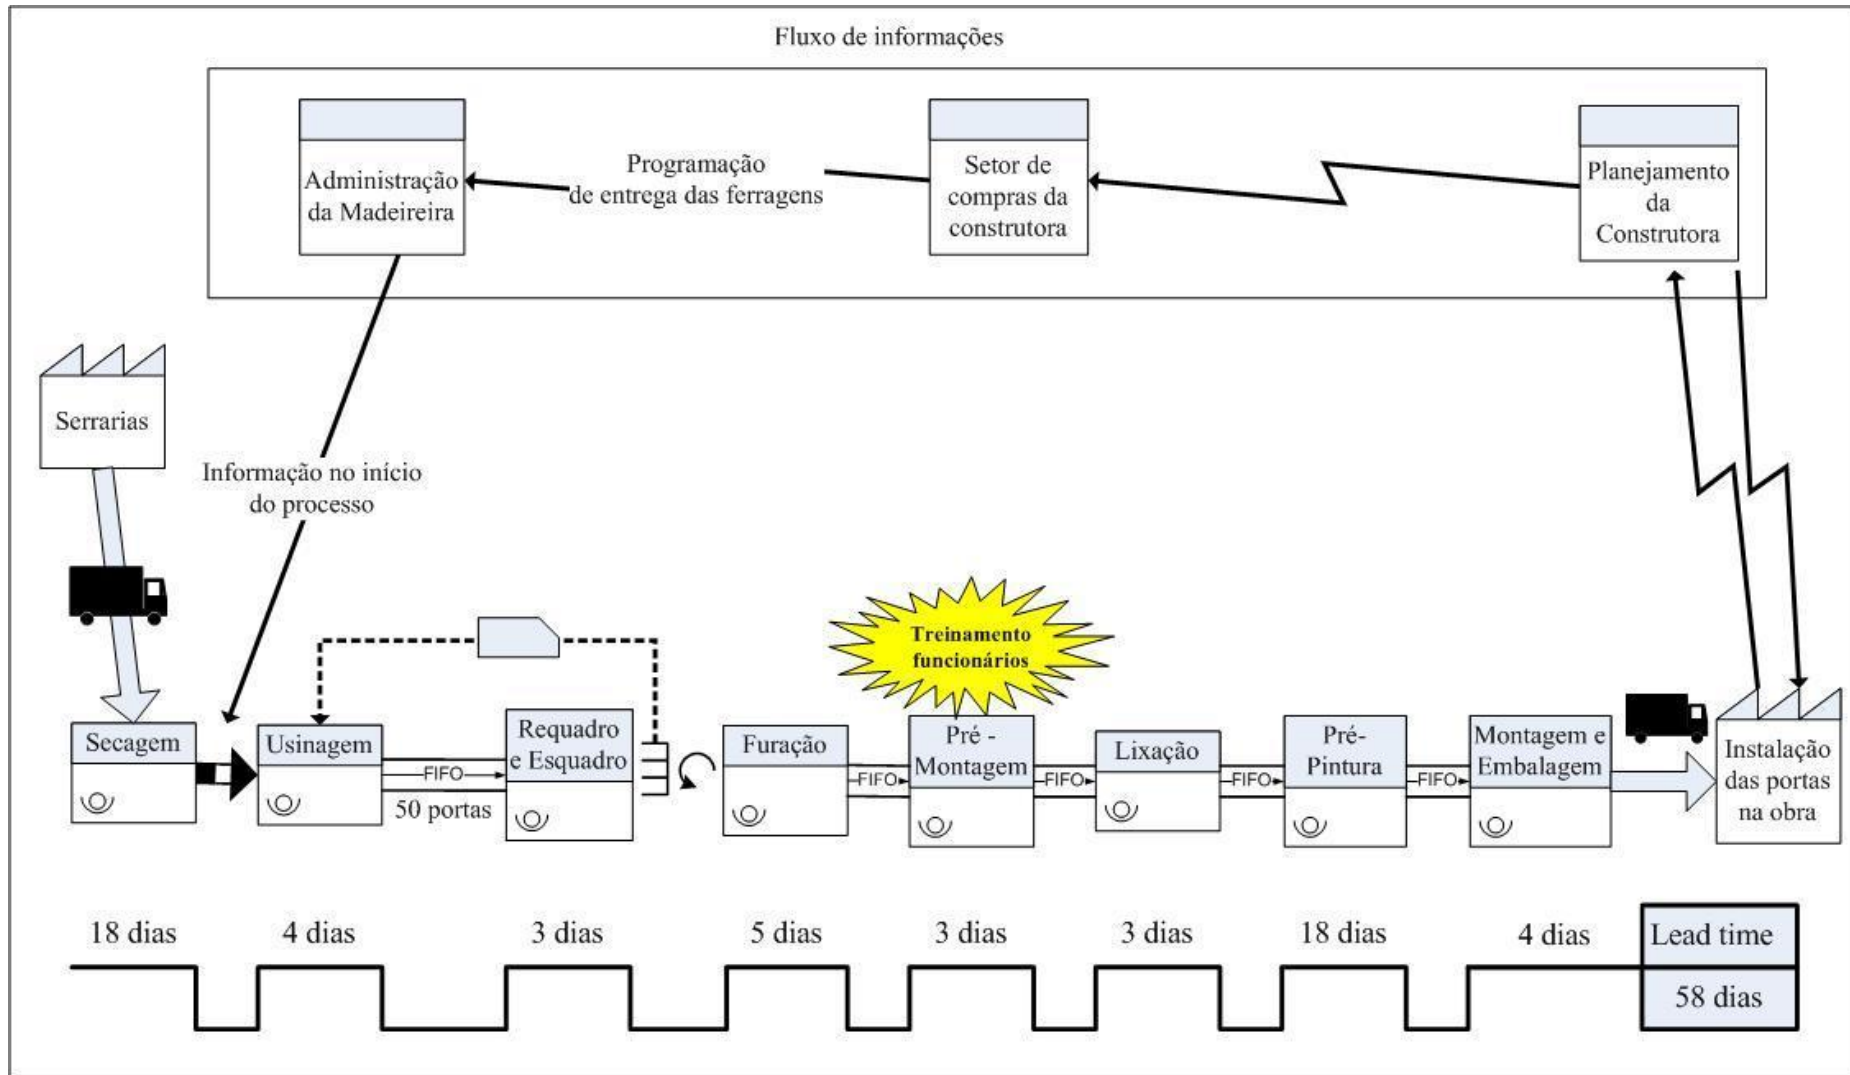 Fluxo de informações
Administração
da Madeireira
Programação
de entrega das ferragens
Setor de
compras da
construtora
Planejamento
da
Construtora
Serrarias
Informação no início
do processo
Treinamento
funcionários
Secagem
Usinagem
FIFO
50 portas
Requadro
e Esquadro
Furação
FIFO
Pré -
Montagem
FIFO
Lixação
FIFO
Pré-
Pintura
FIFO
Montagem e
Embalagem
Instalação
das portas
na obra
18 dias
4 dias
3 dias
5 dias
3 dias
3 dias
18 dias
4 dias
Lead time
58 dias